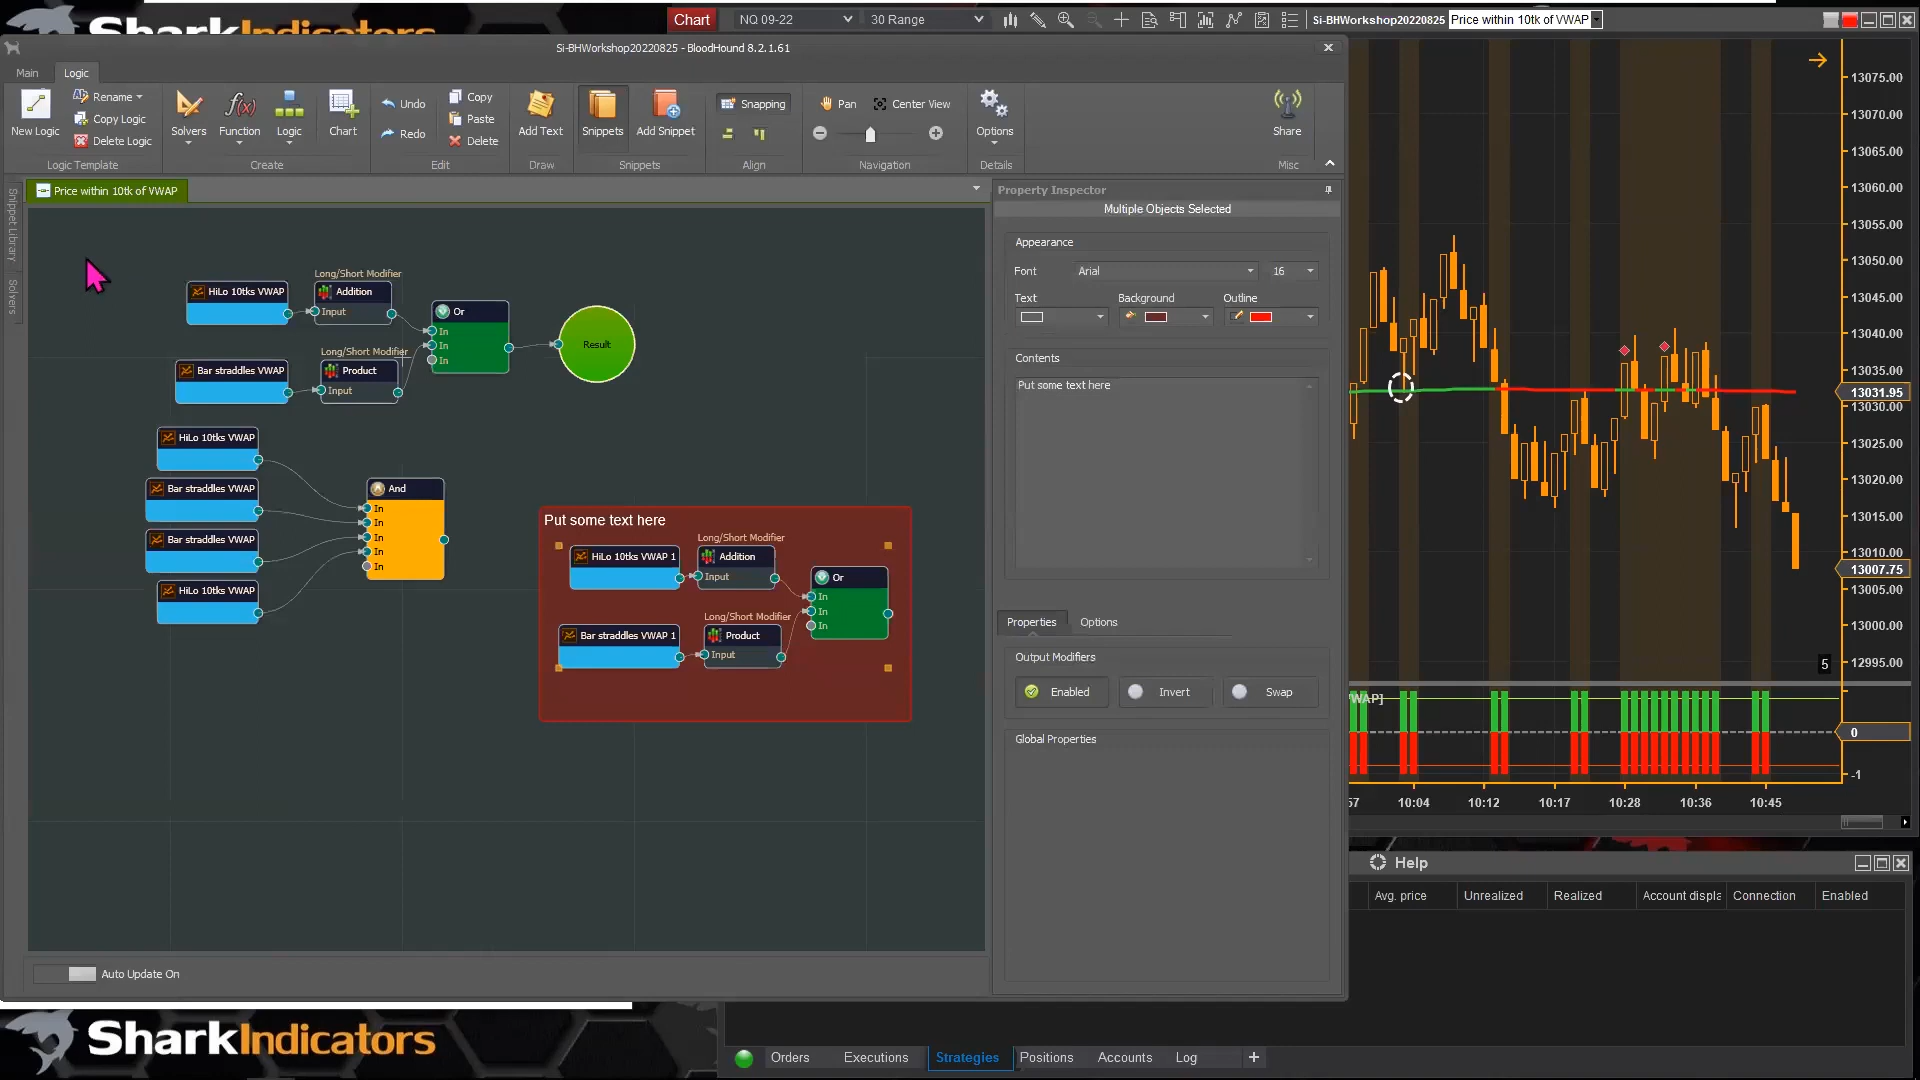 SharkIndicators
Chart
NQ 09-22
30 Range
Si-BHWorkshop20220825
Price within 10tk of VWAP
Si-BHWorkshop20220825 - BloodHound 8.2.1.61
Main
Logic
New Logic
Rename
Copy Logic
Delete Logic
Logic Template
Solvers
Function
Logic
Chart
Create
Undo
Redo
Copy
Paste
Delete
Edit
Add Text
Draw
Snippets
Add Snippet
Snippets
Snapping
Align
Pan
Center View
Navigation
Options
Details
Share
Misc
Price within 10tk of VWAP
Snippet Library
Solvers
HiLo 10tks VWAP
Long/Short Modifier
Addition
Input
Or
In
In
In
Result
Bar straddles VWAP
Long/Short Modifier
Product
Input
HiLo 10tks VWAP
Bar straddles VWAP
Bar straddles VWAP
HiLo 10tks VWAP
And
In
In
In
In
In
Put some text here
HiLo 10tks VWAP 1
Long/Short Modifier
Addition
Input
Or
In
In
In
Bar straddles VWAP 1
Long/Short Modifier
Product
Input
Auto Update On
Property Inspector
Multiple Objects Selected
Appearance
Font
Arial
16
Text
Background
Outline
Contents
Put some text here
Properties
Options
Output Modifiers
Enabled
Invert
Swap
Global Properties
13075.00
13070.00
13065.00
13060.00
13055.00
13050.00
13045.00
13040.00
13035.00
13031.95
13030.00
13025.00
13020.00
13015.00
13010.00
13007.75
13005.00
13000.00
12995.00
5
WAP]
0
-1
57
10:04
10:12
10:17
10:28
10:36
10:45
Help
Avg. price
Unrealized
Realized
Account displa
Connection
Enabled
SharkIndicators
Orders
Executions
Strategies
Positions
Accounts
Log
+